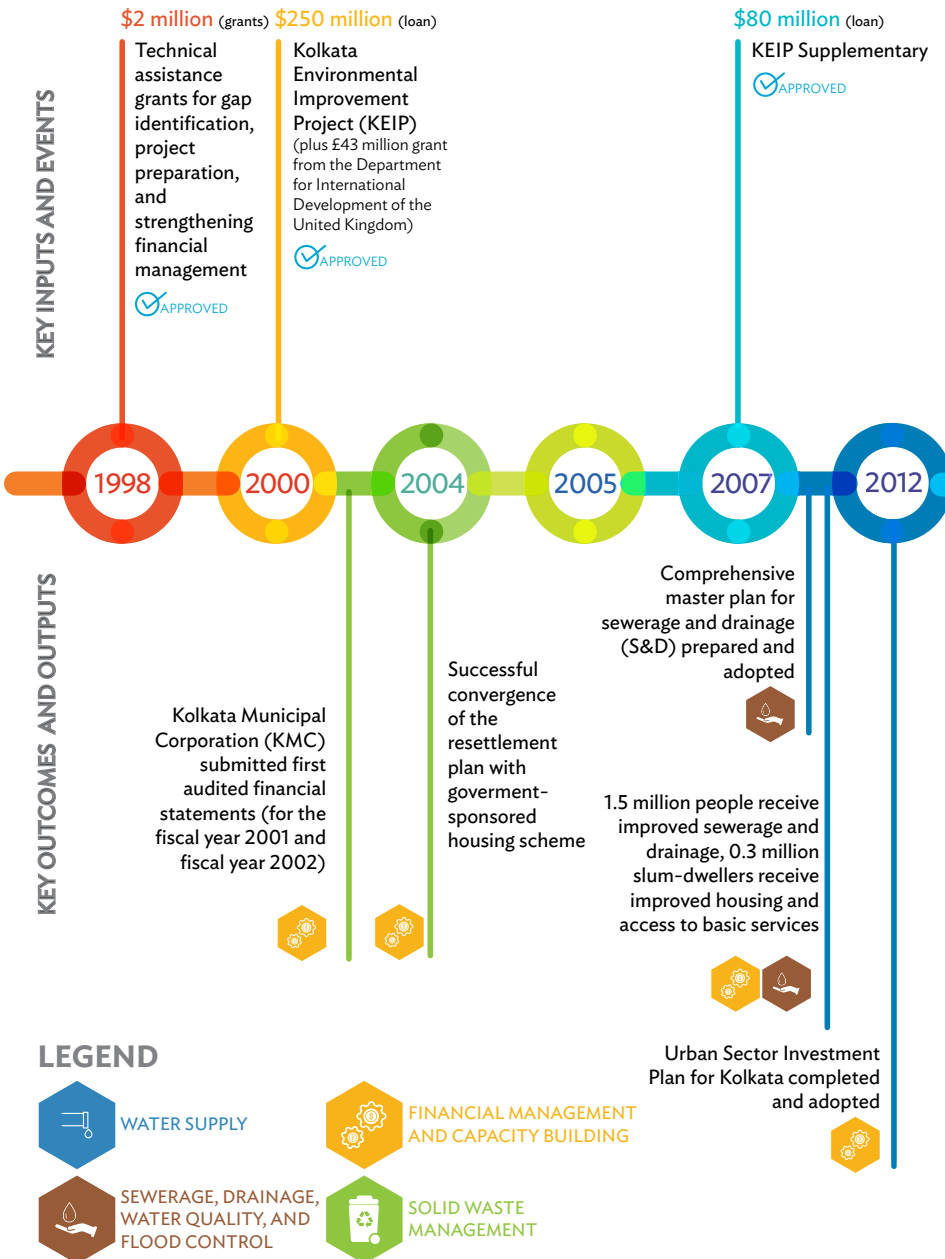 $2 million (grants)
$250 million (loan)
$80 million (loan)
KEY INPUTS AND EVENTS
Technical
assistance
grants for gap
identification,
project
preparation,
and
strengthening
financial
management
APPROVED
Kolkata
Environmental
Improvement
Project (KEIP)
(plus £43 million grant
from the Department
for International
Development of the
United Kingdom)
APPROVED
KEIP Supplementary
APPROVED
1998
2000
2004
2005
2007
2012
KEY OUTCOMES AND OUTPUTS
Kolkata Municipal
Corporation (KMC)
submitted first
audited financial
statements (for the
fiscal year 2001 and
fiscal year 2002)
Successful
convergence
of the
resettlement
plan with
goverment-
sponsored
housing scheme
Comprehensive
master plan for
sewerage and drainage
(S&D) prepared and
adopted
1.5 million people receive
improved sewerage and
drainage, 0.3 million
slum-dwellers receive
improved housing and
access to basic services
Urban Sector Investment
Plan for Kolkata completed
and adopted
LEGEND
WATER SUPPLY
FINANCIAL MANAGEMENT
AND CAPACITY BUILDING
SEWERAGE, DRAINAGE,
WATER QUALITY, AND
FLOOD CONTROL
SOLID WASTE
MANAGEMENT